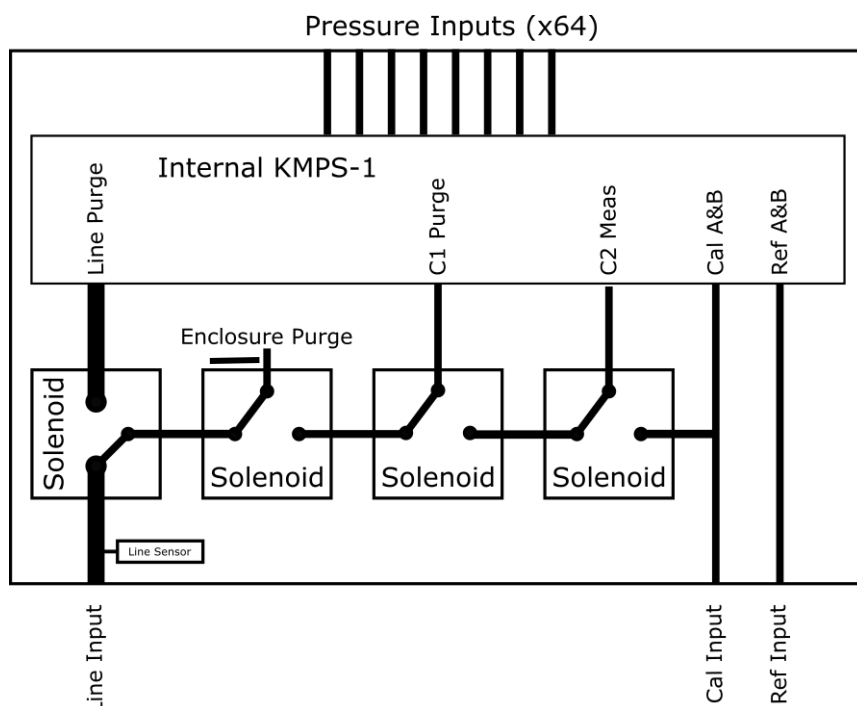 Pressure Inputs (x64)
Internal KMPS-1
Line Purge
C1 Purge
C2 Meas
Cal A&B
Ref A&B
Enclosure Purge
Solenoid
Solenoid
Solenoid
Solenoid
Line Sensor
Line Input
Cal Input
Ref Input